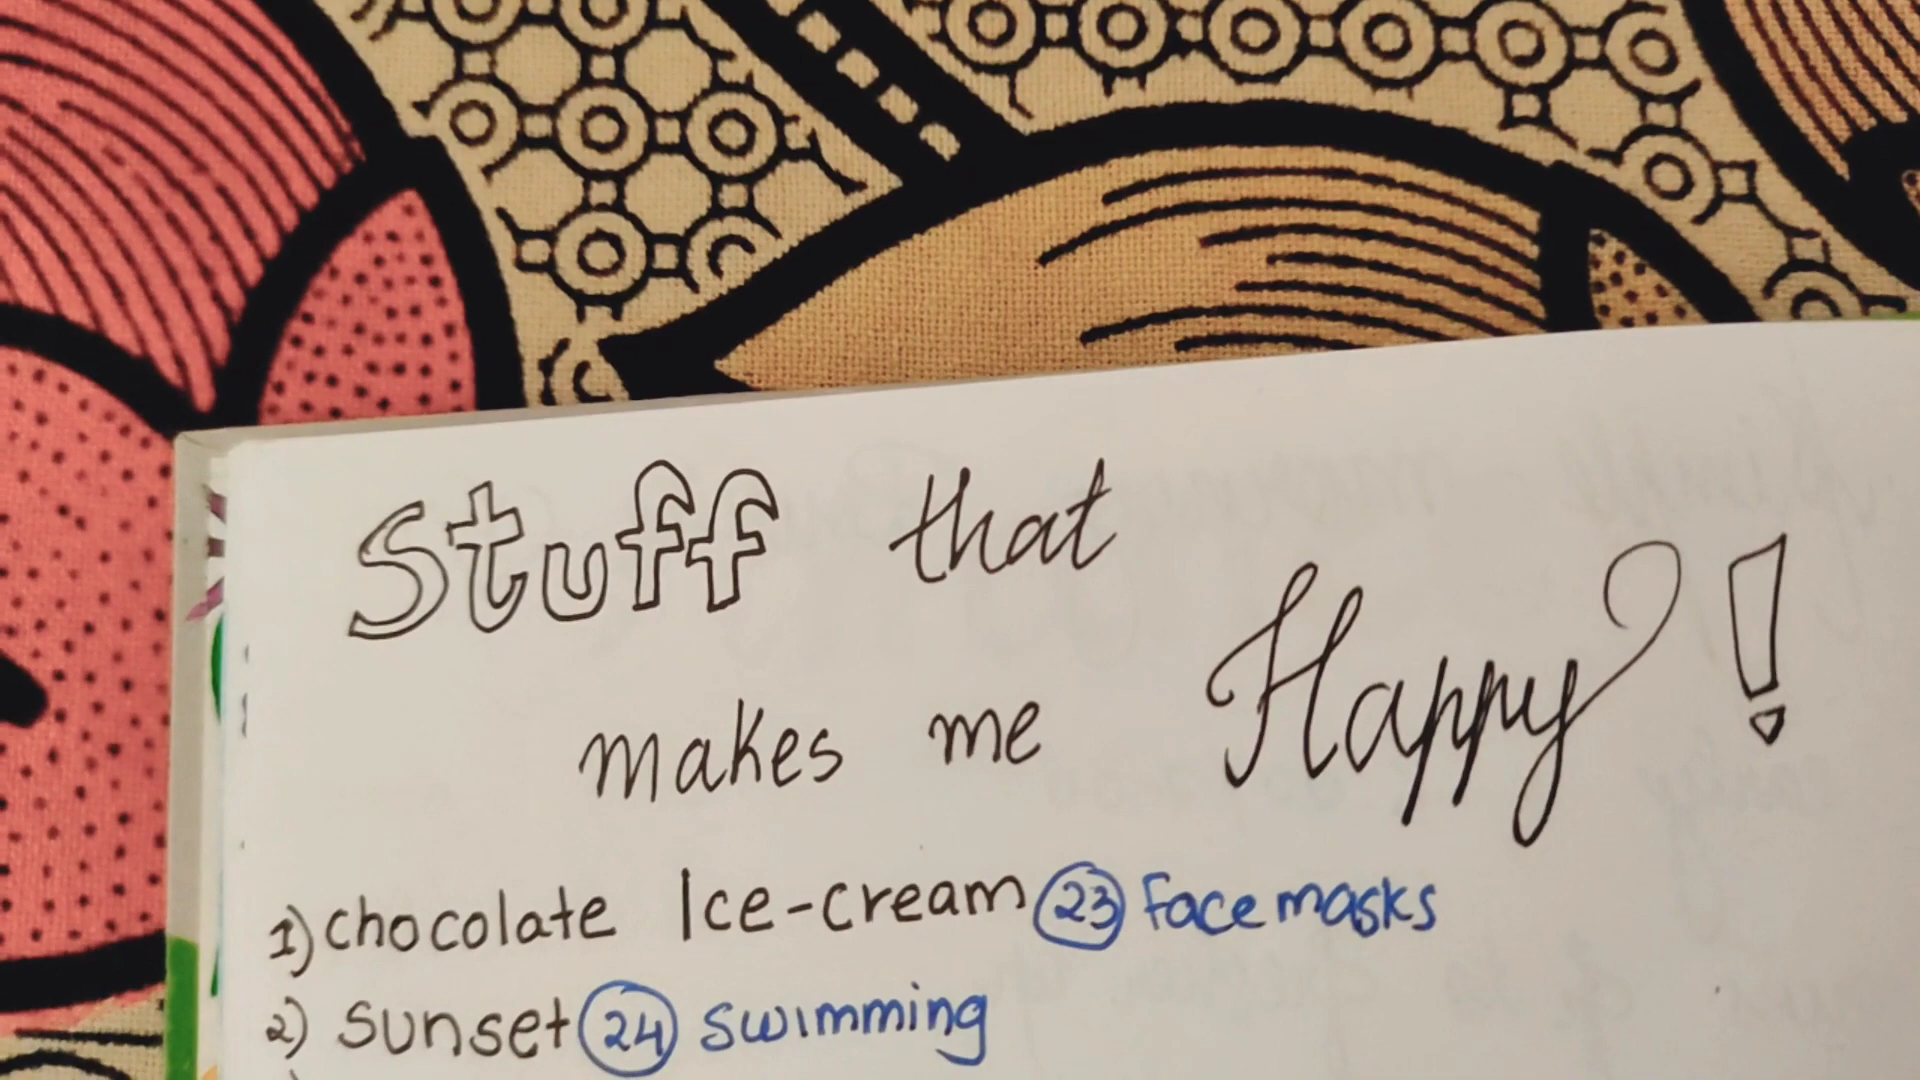 Stuff that
makes me Happy!
1) chocolate Ice-cream 23 Face masks
2) sunset 24 swimming